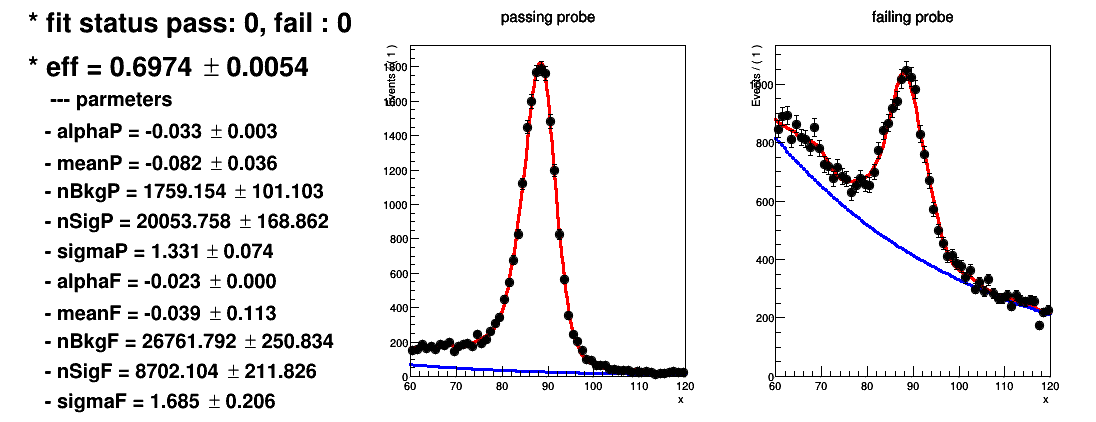 * fit status pass: 0, fail : 0
* eff = 0.6974 ± 0.0054
--- parmeters
- alphaP = -0.033 ± 0.003
- meanP = -0.082 ± 0.036
- nBkgP = 1759.154 ± 101.103
- nSigP = 20053.758 ± 168.862
- sigmaP = 1.331 ± 0.074
- alphaF = -0.023 ± 0.000
- meanF = -0.039 ± 0.113
- nBkgF = 26761.792 ± 250.834
- nSigF = 8702.104 ± 211.826
- sigmaF = 1.685 ± 0.206
passing probe
Events / ( 1 )
1800
1600
1400
1200
1000
800
600
400
200
0
60 70 80 90 100 110 120
x
failing probe
Events / ( 1 )
1000
800
600
400
200
0
60 70 80 90 100 110 120
x